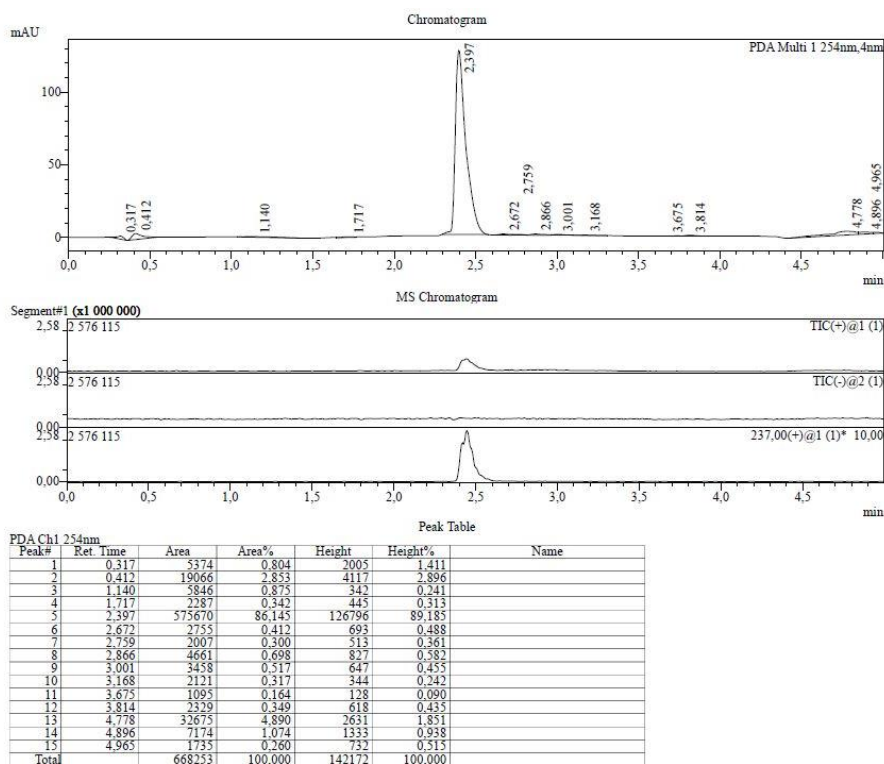 Chromatogram
mAU
PDA Multi 1 254nm,4nm
100
50
0
0,317
0,412
1,140
1,717
2,397
2,672
2,759
2,866
3,001
3,168
3,675
3,814
4,778
4,896
4,965
0,0 0,5 1,0 1,5 2,0 2,5 3,0 3,5 4,0 4,5
min
MS Chromatogram
Segment#1 (x1 000 000)
2,58 2 576 115 TIC(+)@1 (1)
0,00
2,58 2 576 115 TIC(-)@2 (1)
0,00
2,58 2 576 115 237,00(+)@1 (1)* 10,00
0,00
0,0 0,5 1,0 1,5 2,0 2,5 3,0 3,5 4,0 4,5
min
Peak Table
PDA Ch1 254nm
Peak# Ret. Time Area Area% Height Height% Name
1 0,317 5374 0,804 2005 1,411
2 0,412 19066 2,853 4117 2,896
3 1,140 5846 0,875 342 0,241
4 1,717 2287 0,342 445 0,313
5 2,397 575670 86,145 126796 89,185
6 2,672 2755 0,412 693 0,488
7 2,759 2007 0,300 513 0,361
8 2,866 4661 0,698 827 0,582
9 3,001 3458 0,517 647 0,455
10 3,168 2121 0,317 344 0,242
11 3,675 1095 0,164 128 0,090
12 3,814 2329 0,349 618 0,435
13 4,778 32675 4,890 2631 1,851
14 4,896 7174 1,074 1333 0,938
15 4,965 1735 0,260 732 0,515
Total 668253 100,000 142172 100,000